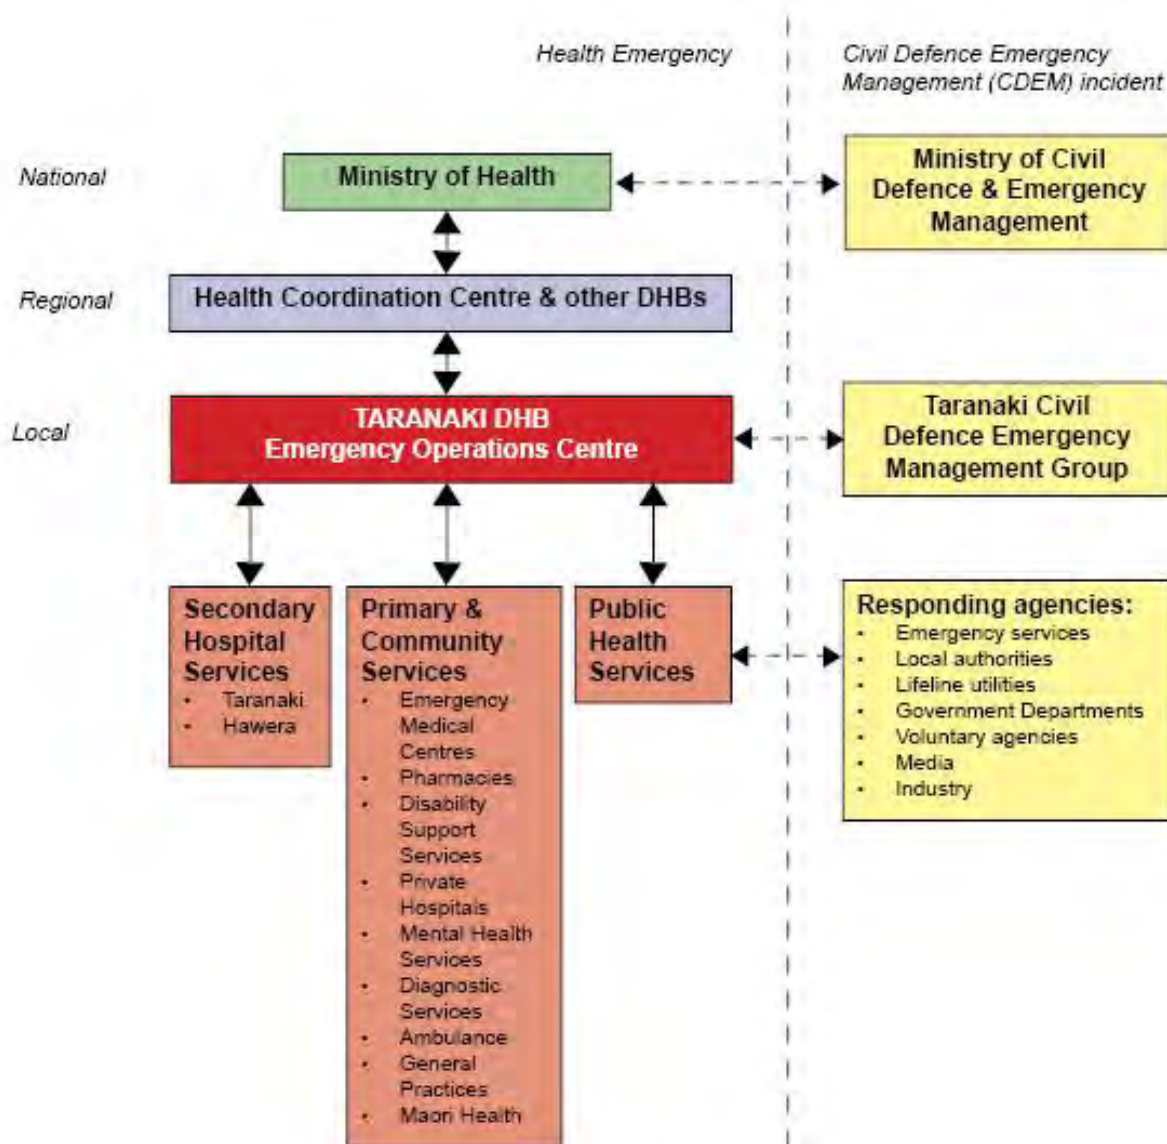 Health Emergency
Civil Defence Emergency
Management (CDEM) incident
National
Ministry of Health
Ministry of Civil
Defence & Emergency
Management
Regional
Health Coordination Centre & other DHBs
Local
TARANAKI DHB
Emergency Operations Centre
Taranaki Civil
Defence Emergency
Management Group
Secondary
Hospital
Services
• Taranaki
• Hawera
Primary &
Community
Services
• Emergency
Medical
Centres
• Pharmacies
• Disability
Support
Services
• Private
Hospitals
• Mental Health
Services
• Diagnostic
Services
• Ambulance
• General
Practices
• Maori Health
Public
Health
Services
Responding agencies:
• Emergency services
• Local authorities
• Lifeline utilities
• Government Departments
• Voluntary agencies
• Media
• Industry